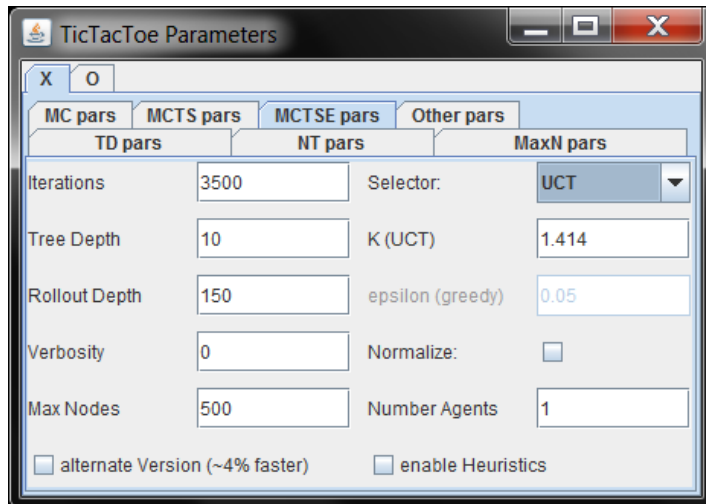 TicTacToe Parameters
X O
MC pars MCTS pars MCTSE pars Other pars
TD pars NT pars MaxN pars
Iterations 3500 Selector: UCT
Tree Depth 10 K (UCT) 1.414
Rollout Depth 150 epsilon (greedy) 0.05
Verbosity 0 Normalize:
Max Nodes 500 Number Agents 1
alternate Version (~4% faster) enable Heuristics